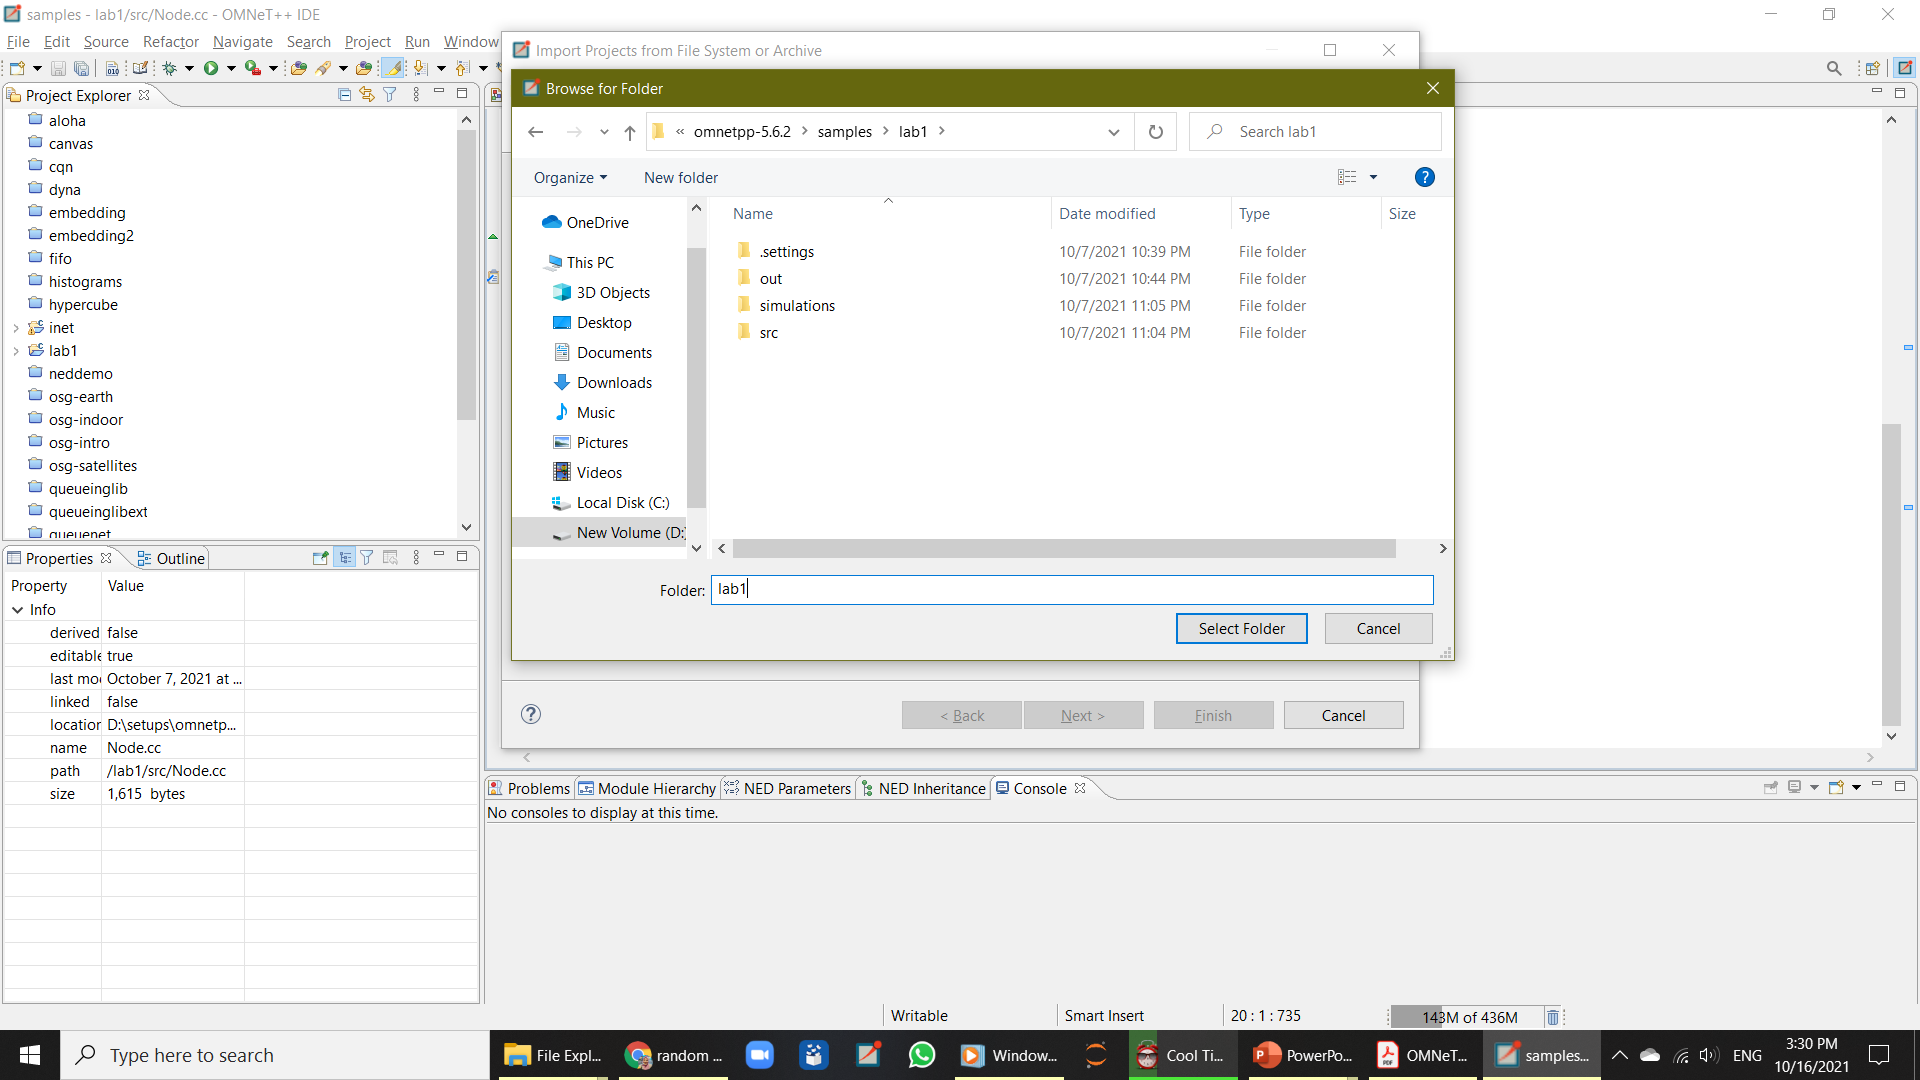 samples - lab1/src/Node.cc - OMNeT++ IDE
File Edit Source Refactor Navigate Search Project Run Window
Project Explorer
aloha
canvas
cqn
dyna
embedding
embedding2
fifo
histograms
hypercube
inet
lab1
neddemo
osg-earth
osg-indoor
osg-intro
osg-satellites
queueinglib
queueinglibext
queuenet
Properties
Outline
Property Value
Info
derived false
editable true
last mo October 7, 2021 at ...
linked false
location D:\setups\omnetp...
name Node.cc
path /lab1/src/Node.cc
size 1,615 bytes
Import Projects from File System or Archive
Browse for Folder
« omnetpp-5.6.2 > samples > lab1 >
Search lab1
Organize
New folder
OneDrive
This PC
3D Objects
Desktop
Documents
Downloads
Music
Pictures
Videos
Local Disk (C:)
New Volume (D:)
Name Date modified Type Size
.settings 10/7/2021 10:39 PM File folder
out 10/7/2021 10:44 PM File folder
simulations 10/7/2021 11:05 PM File folder
src 10/7/2021 11:04 PM File folder
Folder: lab1
Select Folder
Cancel
< Back
Next >
Finish
Cancel
Problems Module Hierarchy NED Parameters NED Inheritance Console
No consoles to display at this time.
Writable Smart Insert 20 : 1 : 735 143M of 436M
Type here to search
File Expl...
random ...
Window...
Cool Ti...
PowerPo...
OMNeT...
samples...
ENG
3:30 PM
10/16/2021